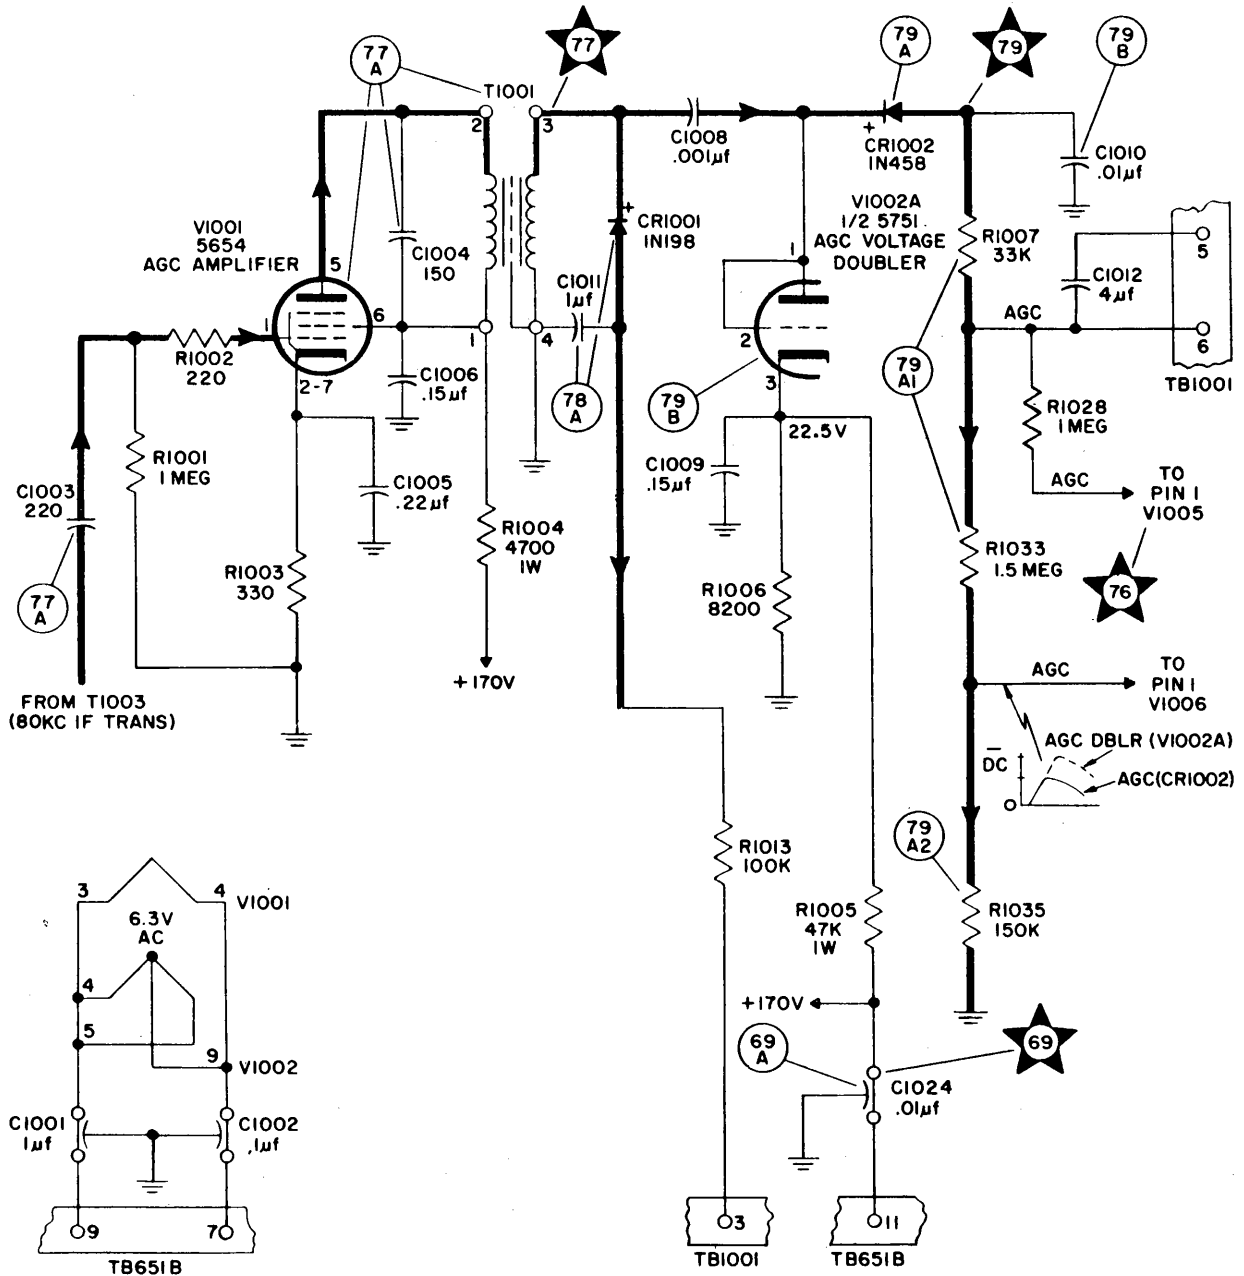 77
A
77
79
A
79
79
B
T1001
2
3
C1008
.001µf
+
CR1002
1N458
C1010
.01µf
V1001
5654
AGC AMPLIFIER
5
C1004
150
+
CR1001
1N198
V1002A
1/2 5751
AGC VOLTAGE
DOUBLER
1
R1007
33K
TB1001
5
C1012
4µf
AGC
6
1
6
1
4
C1011
1µf
2
3
R1002
220
2-7
C1006
.15µf
78
A
79
B
79
A1
22.5V
R1028
1 MEG
AGC
TO
PIN 1
V1005
R1001
1 MEG
C1003
220
C1005
.22µf
R1004
4700
1W
C1009
.15µf
R1033
1.5 MEG
77
A
R1003
330
R1006
8200
76
+170V
FROM T1003
(80KC IF TRANS)
AGC
TO
PIN 1
V1006
AGC DBLR (V1002A)
DC
AGC(CR1002)
O
79
A2
R1013
100K
R1005
47K
1W
R1035
150K
3
4
V1001
6.3V
AC
4
5
9
V1002
+170V
69
A
69
C1024
.01µf
C1001
1µf
C1002
.1µf
9
7
TB651B
3
TB1001
11
TB651B